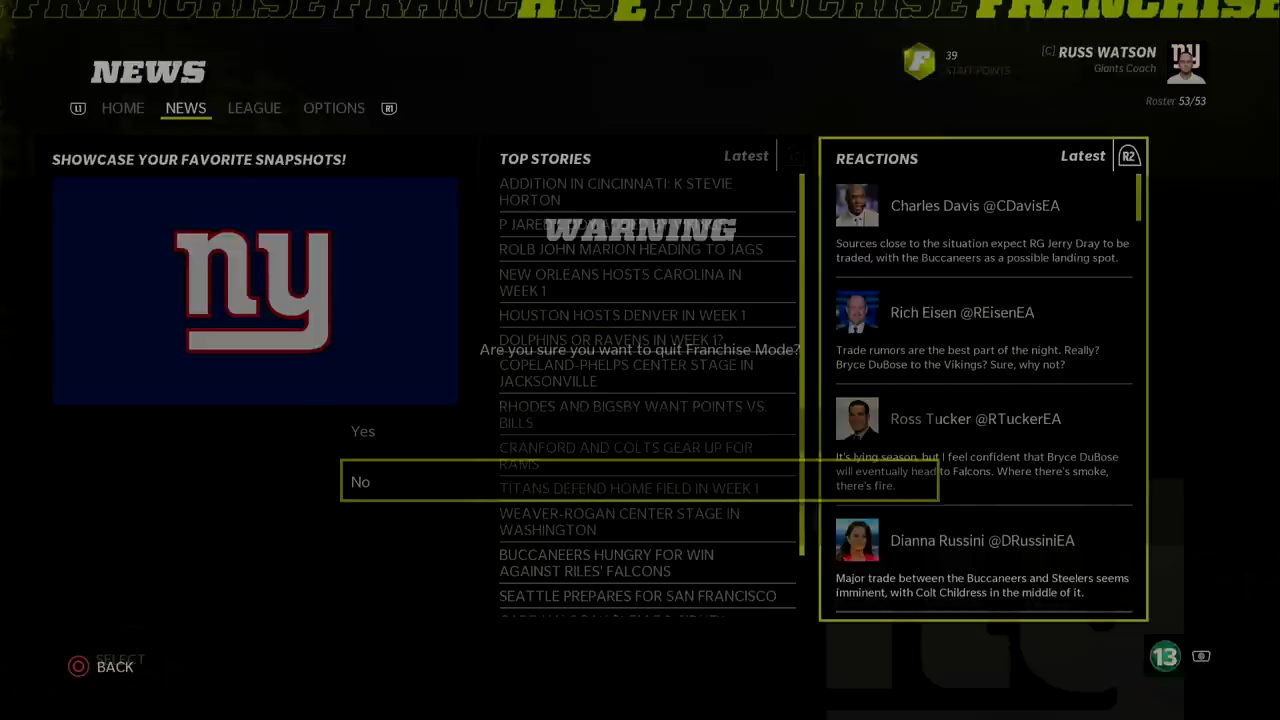 FRANCHISE FRANCHISE FRANCHISE FRANCHISE FRANCHISE
NEWS
F
39
STAFF POINTS
[C] RUSS WATSON
Giants Coach
ny
Roster 53/53
L1 HOME NEWS LEAGUE OPTIONS R1
SHOWCASE YOUR FAVORITE SNAPSHOTS!
ny
TOP STORIES
Latest
ADDITION IN CINCINNATI: K STEVIE
HORTON
ROLB JOHN MARION HEADING TO JAGS
NEW ORLEANS HOSTS CAROLINA IN
WEEK 1
HOUSTON HOSTS DENVER IN WEEK 1
DOLPHINS OR RAVENS IN WEEK 1?
COPELAND-PHELPS CENTER STAGE IN
JACKSONVILLE
RHODES AND BIGSBY WANT POINTS VS.
BILLS
CRANFORD AND COLTS GEAR UP FOR
RAMS
TITANS DEFEND HOME FIELD IN WEEK 1
WEAVER-ROGAN CENTER STAGE IN
WASHINGTON
BUCCANEERS HUNGRY FOR WIN
AGAINST RILES' FALCONS
SEATTLE PREPARES FOR SAN FRANCISCO
WARNING
Are you sure you want to quit Franchise Mode?
Yes
No
REACTIONS
Latest R2
Charles Davis @CDavisEA
Sources close to the situation expect RG Jerry Dray to be
traded, with the Buccaneers as a possible landing spot.
Rich Eisen @REisenEA
Trade rumors are the best part of the night. Really?
Bryce DuBose to the Vikings? Sure, why not?
Ross Tucker @RTuckerEA
It's lying season, but I feel confident that Bryce DuBose
will eventually head to Falcons. Where there's smoke,
there's fire.
Dianna Russini @DRussiniEA
Major trade between the Buccaneers and Steelers seems
imminent, with Colt Childress in the middle of it.
SELECT
BACK
13